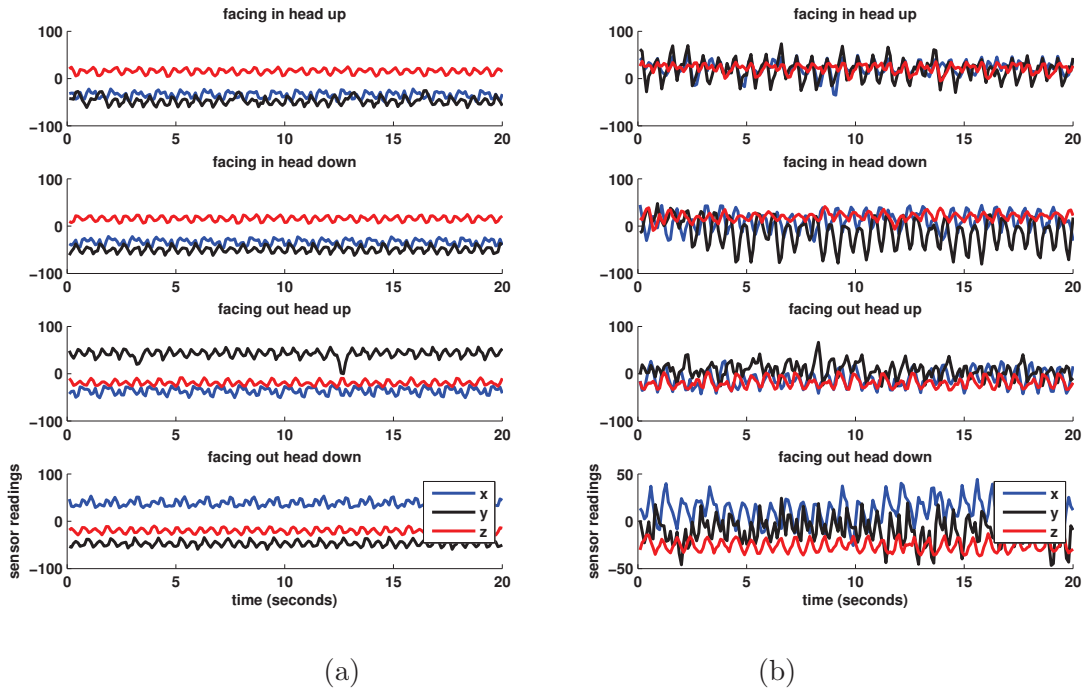 facing in head up
100
0
−100
0 5 10 15 20
facing in head down
100
0
−100
0 5 10 15 20
facing out head up
100
0
−100
0 5 10 15 20
facing out head down
100
0
−100
0 5 10 15 20
sensor readings
time (seconds)
x
y
z
(a)
facing in head up
100
0
−100
0 5 10 15 20
facing in head down
100
0
−100
0 5 10 15 20
facing out head up
100
0
−100
0 5 10 15 20
facing out head down
50
0
−50
0 5 10 15 20
sensor readings
time (seconds)
x
y
z
(b)